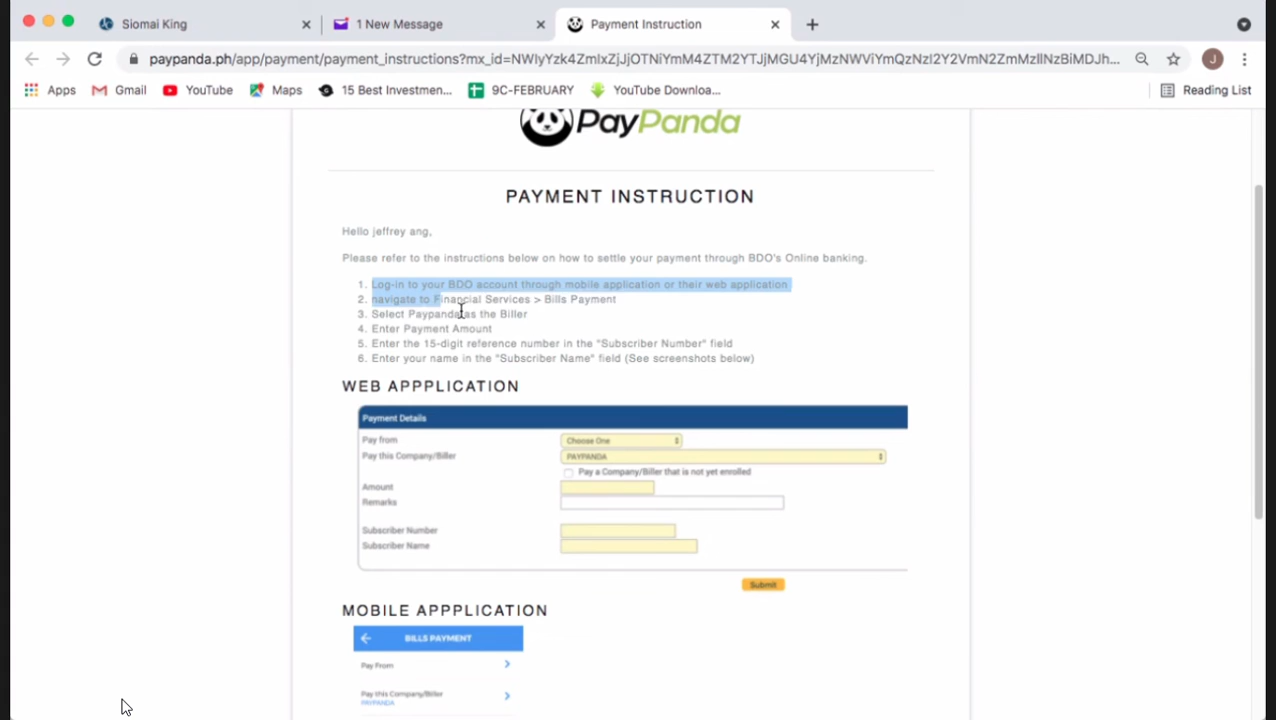 Siomai King
1 New Message
Payment Instruction
paypanda.ph/app/payment/payment_instructions?mx_id=
J
Apps
Gmail
YouTube
Maps
15 Best Investmen...
9C-FEBRUARY
YouTube Downloa...
Reading List
PayPanda
PAYMENT INSTRUCTION
Hello jeffrey ang,
Please refer to the instructions below on how to settle your payment through BDO's Online banking.
1. Log-in to your BDO account through mobile application or their web application.
2. navigate to Financial Services > Bills Payment
3. Select Paypanda as the Biller
4. Enter Payment Amount
5. Enter the 15-digit reference number in the "Subscriber Number" field
6. Enter your name in the "Subscriber Name" field (See screenshots below)
WEB APPPLICATION
Payment Details
Pay from Choose One
Pay this Company/Biller PAYPANDA
Pay a Company/Biller that is not yet enrolled
Amount
Remarks
Subscriber Number
Subscriber Name
Submit
MOBILE APPPLICATION
BILLS PAYMENT
Pay From
Pay this Company/Biller
PAYPANDA